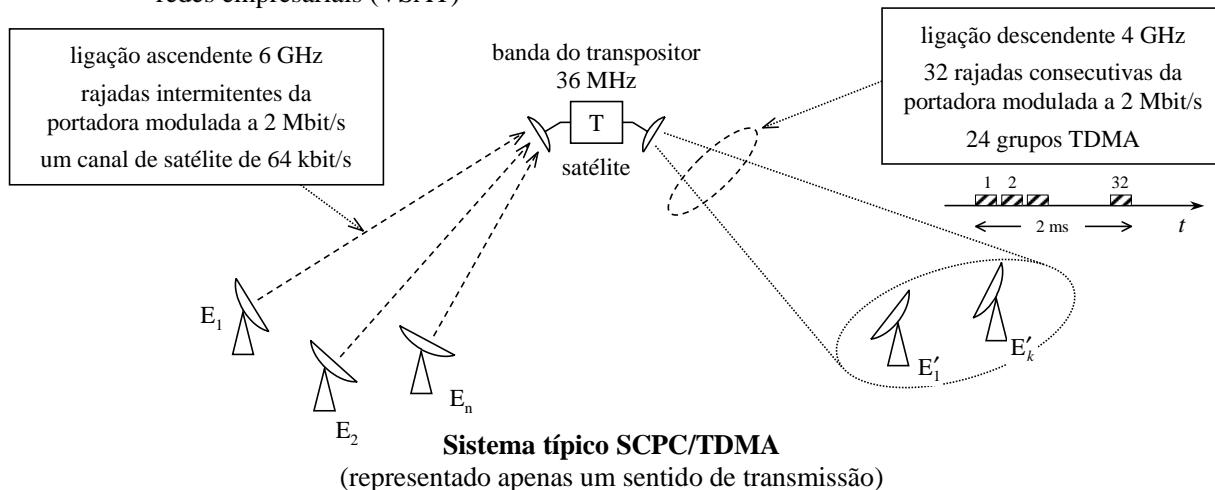 redes empresariais (VSAT)
ligação ascendente 6 GHz
rajadas intermitentes da
portadora modulada a 2 Mbit/s
um canal de satélite de 64 kbit/s
banda do transpositor
36 MHz
T
satélite
ligação descendente 4 GHz
32 rajadas consecutivas da
portadora modulada a 2 Mbit/s
24 grupos TDMA
1 2 32
2 ms t
E1
E2
En
E′1
E′k
Sistema típico SCPC/TDMA
(representado apenas um sentido de transmissão)